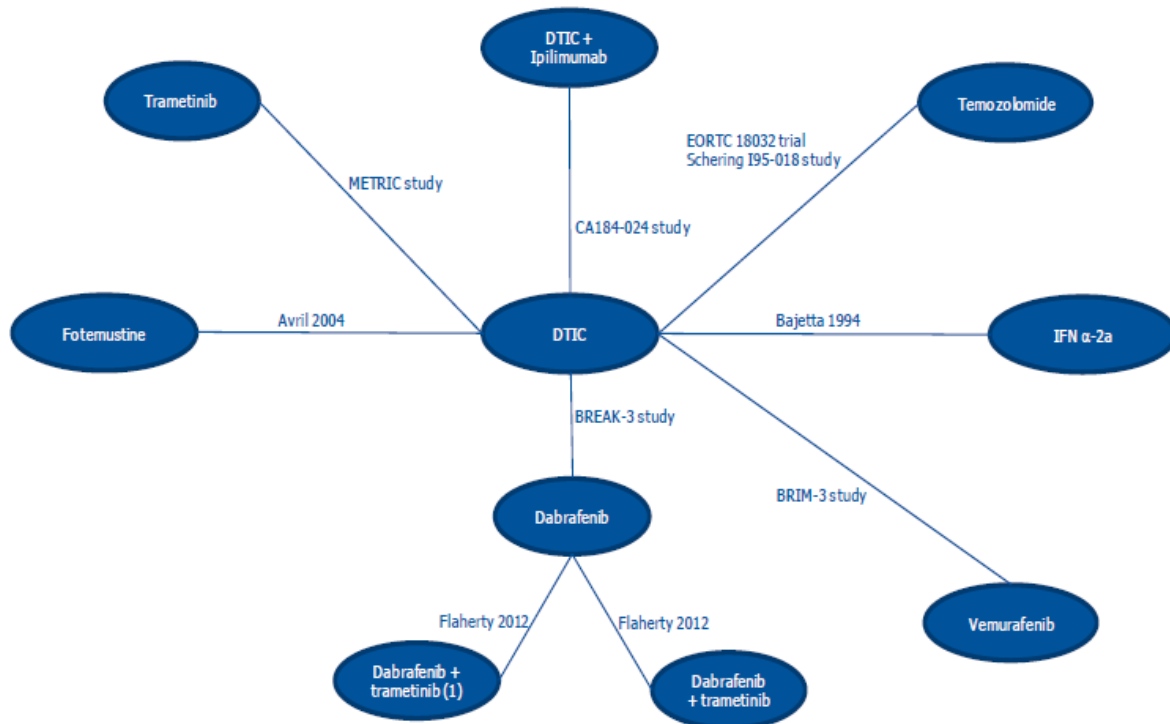 DTIC +
Ipilimumab
Trametinib
Temozolomide
EORTC 18032 trial
Schering I95-018 study
METRIC study
CA184-024 study
Fotemustine
Avril 2004
DTIC
Bajetta 1994
IFN α-2a
BREAK-3 study
BRIM-3 study
Dabrafenib
Flaherty 2012
Flaherty 2012
Vemurafenib
Dabrafenib +
trametinib (1)
Dabrafenib
+ trametinib